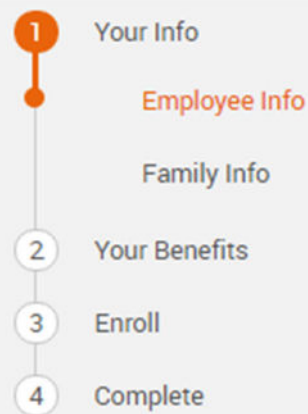 1 Your Info
Employee Info
Family Info
2 Your Benefits
3 Enroll
4 Complete